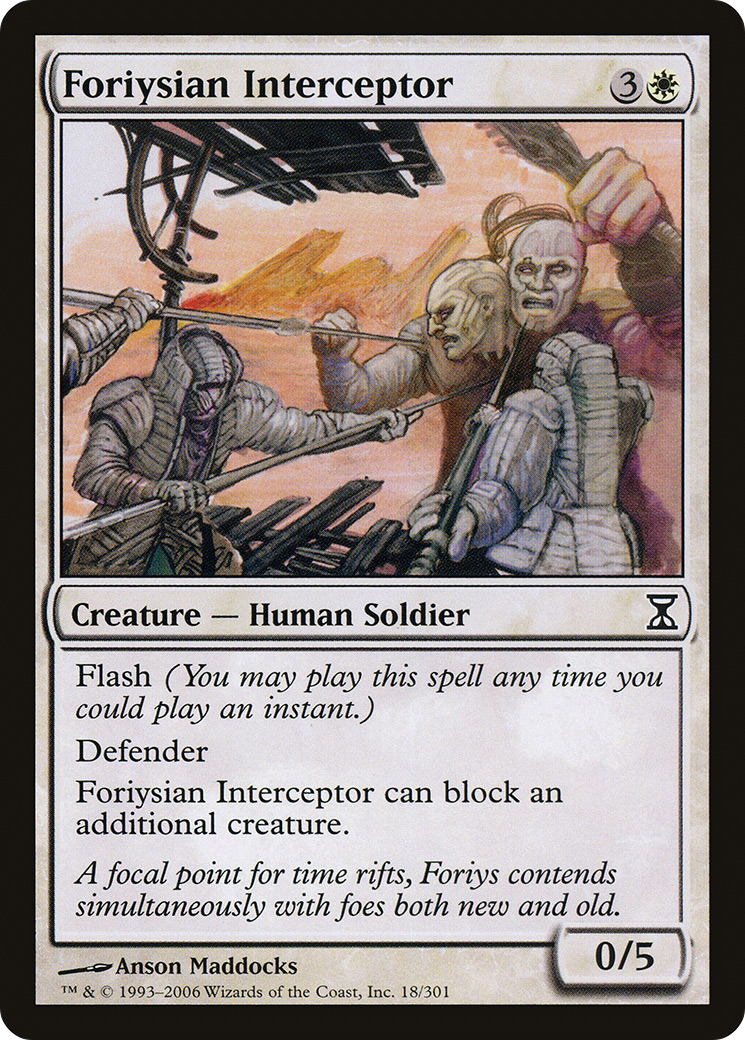 Foriysian Interceptor 3
Creature — Human Soldier
Flash (You may play this spell any time you
could play an instant.)
Defender
Foriysian Interceptor can block an
additional creature.
A focal point for time rifts, Foriys contends
simultaneously with foes both new and old.
0/5
Anson Maddocks
™ & © 1993–2006 Wizards of the Coast, Inc. 18/301